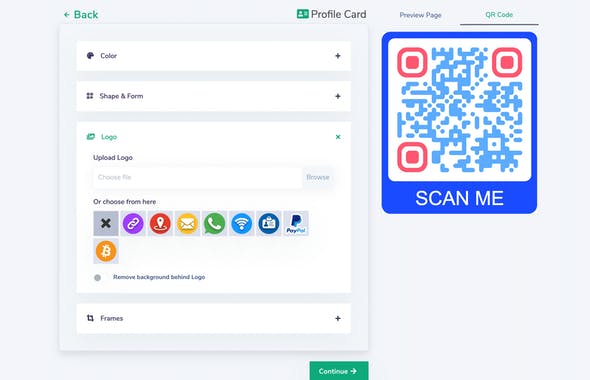 Back
Profile Card
Preview Page
QR Code
Color
Shape & Form
Logo
Upload Logo
Choose file
Browse
Or choose from here
PayPal
Remove background behind Logo
Frames
SCAN ME
Continue